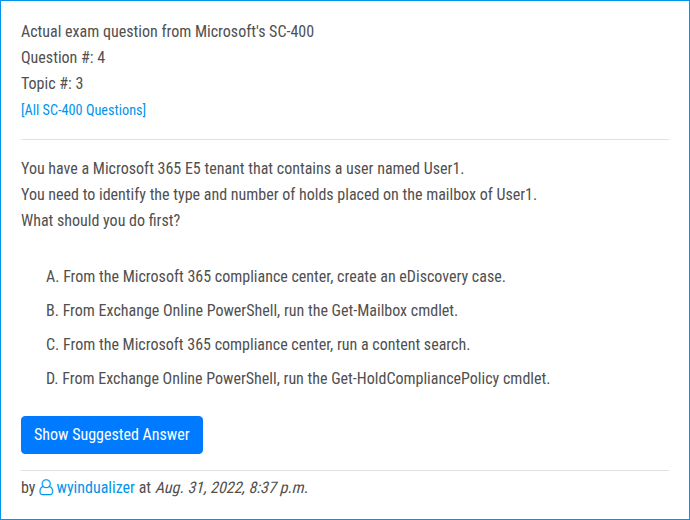 Actual exam question from Microsoft's SC-400
Question #: 4
Topic #: 3
[All SC-400 Questions]
You have a Microsoft 365 E5 tenant that contains a user named User1.
You need to identify the type and number of holds placed on the mailbox of User1.
What should you do first?
A. From the Microsoft 365 compliance center, create an eDiscovery case.
B. From Exchange Online PowerShell, run the Get-Mailbox cmdlet.
C. From the Microsoft 365 compliance center, run a content search.
D. From Exchange Online PowerShell, run the Get-HoldCompliancePolicy cmdlet.
Show Suggested Answer
by wyindualizer at Aug. 31, 2022, 8:37 p.m.